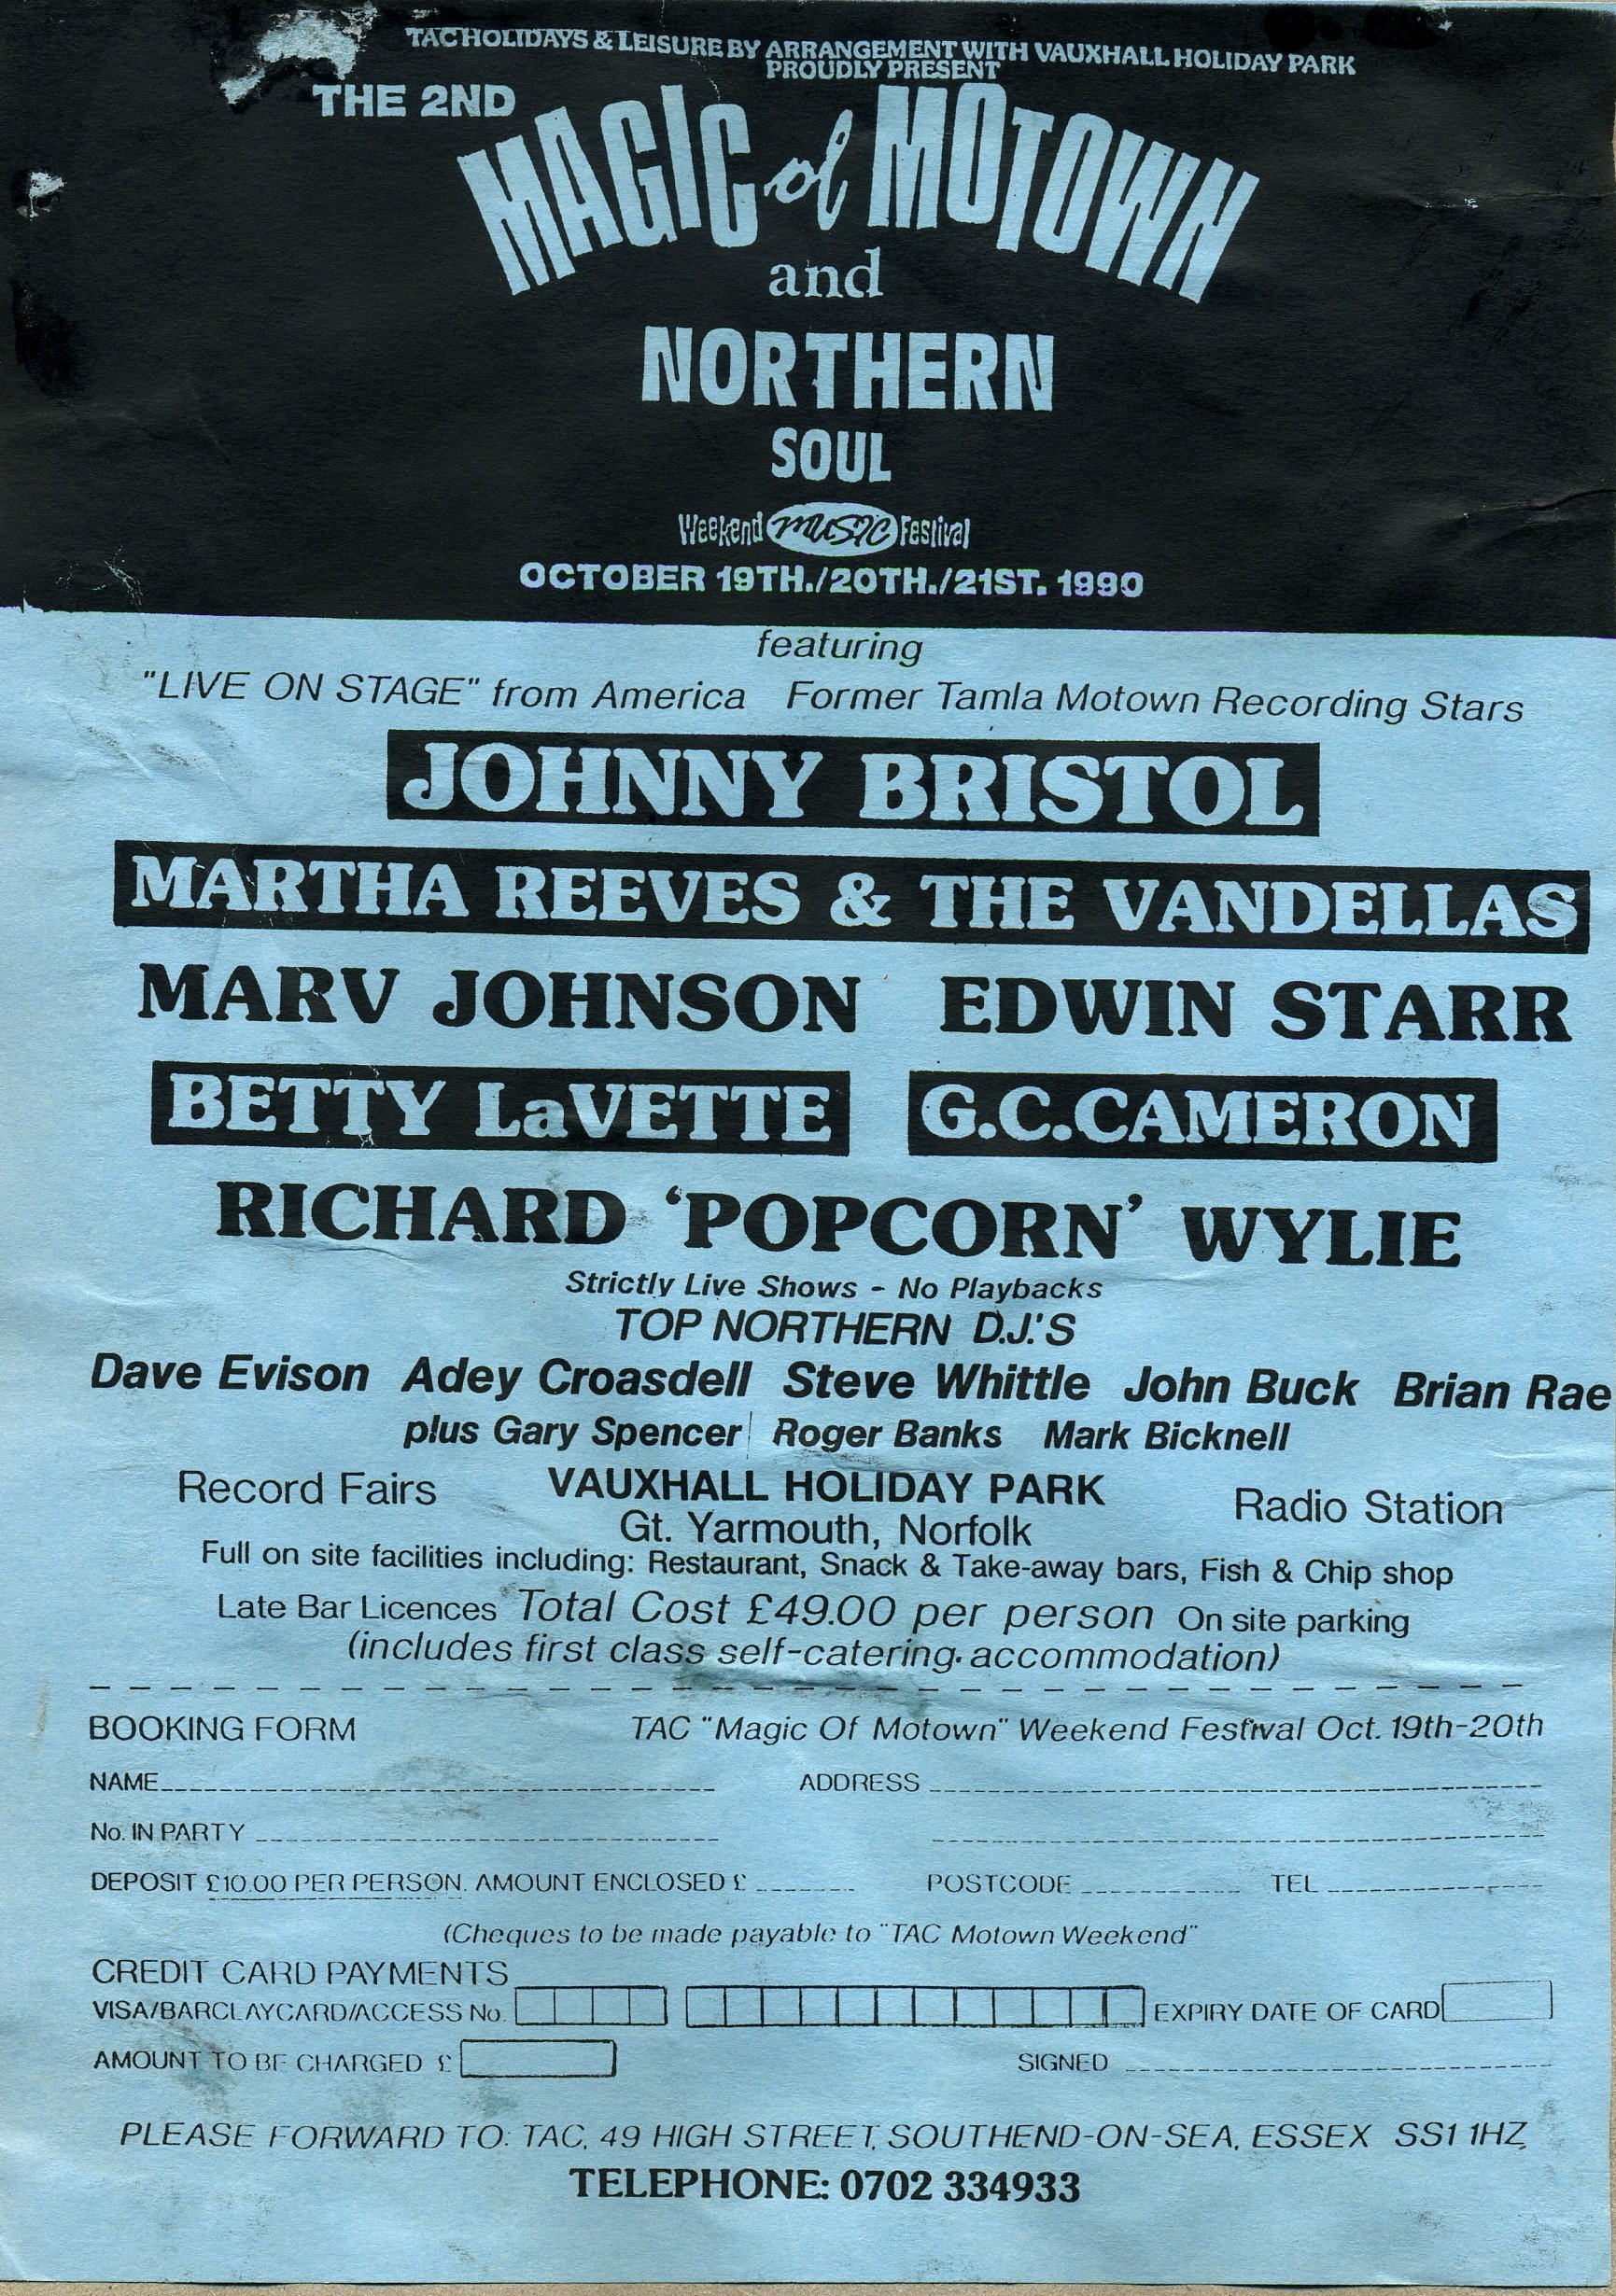 TAC HOLIDAYS & LEISURE BY ARRANGEMENT WITH VAUXHALL HOLIDAY PARK
PROUDLY PRESENT
THE 2ND
MAGIC of MOTOWN
and
NORTHERN
SOUL
Weekend MUSIC Festival
OCTOBER 19TH./20TH./21ST. 1990
featuring
"LIVE ON STAGE" from America Former Tamla Motown Recording Stars
JOHNNY BRISTOL
MARTHA REEVES & THE VANDELLAS
MARV JOHNSON EDWIN STARR
BETTY LaVETTE G.C.CAMERON
RICHARD 'POPCORN' WYLIE
Strictly Live Shows - No Playbacks
TOP NORTHERN D.J.'S
Dave Evison Adey Croasdell Steve Whittle John Buck Brian Rae
plus Gary Spencer Roger Banks Mark Bicknell
Record Fairs VAUXHALL HOLIDAY PARK Radio Station
Gt. Yarmouth, Norfolk
Full on site facilities including: Restaurant, Snack & Take-away bars, Fish & Chip shop
Late Bar Licences Total Cost £49.00 per person On site parking
(includes first class self-catering accommodation)
BOOKING FORM TAC "Magic Of Motown" Weekend Festival Oct. 19th-20th
NAME ADDRESS
No. IN PARTY
DEPOSIT £10.00 PER PERSON. AMOUNT ENCLOSED £ POSTCODE TEL
(Cheques to be made payable to "TAC Motown Weekend"
CREDIT CARD PAYMENTS
VISA/BARCLAYCARD/ACCESS No. EXPIRY DATE OF CARD
AMOUNT TO BE CHARGED £ SIGNED
PLEASE FORWARD TO: TAC, 49 HIGH STREET, SOUTHEND-ON-SEA, ESSEX SS1 1HZ
TELEPHONE: 0702 334933